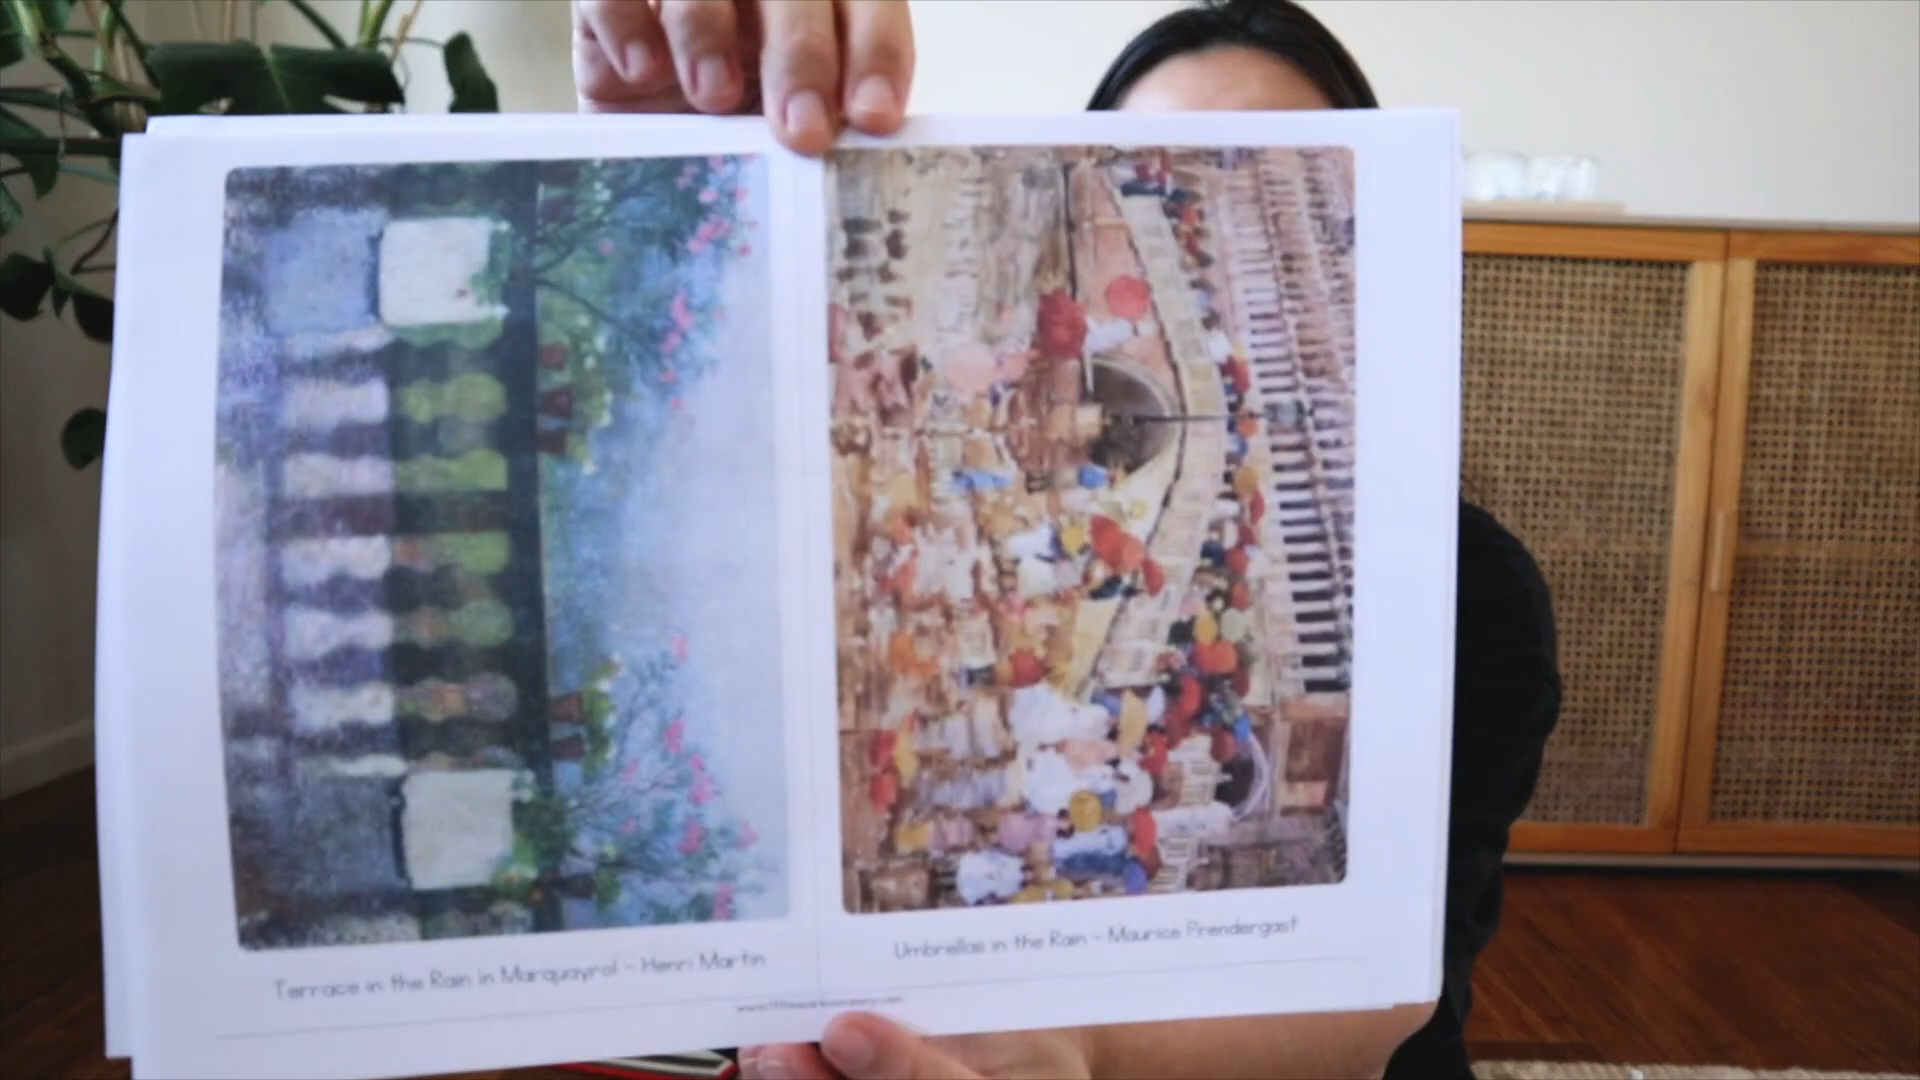 Terrace in the Rain in Marquayrol - Henri Martin
Umbrellas in the Rain - Maurice Prendergast